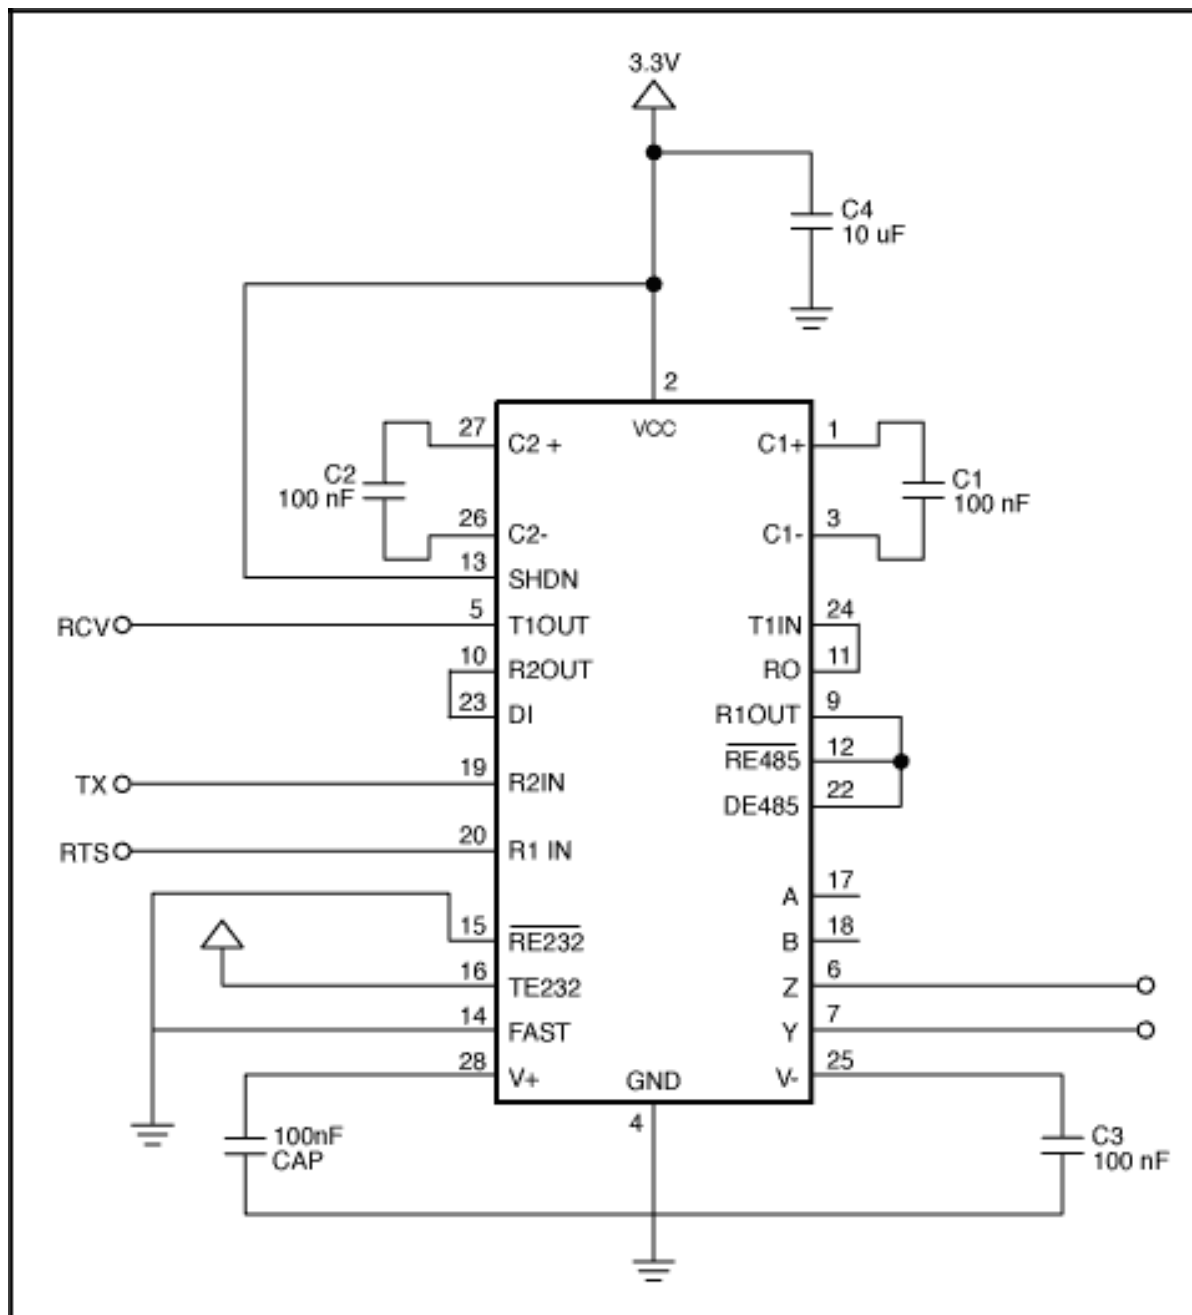 3.3V
C4
10 uF
2
VCC
27
C2 +
C1+
1
C2
100 nF
C1
100 nF
26
C2-
C1-
3
13
SHDN
RCV
5
T1OUT
T1IN
24
10
R2OUT
RO
11
23
DI
R1OUT
9
RE485
12
TX
19
R2IN
DE485
22
RTS
20
R1 IN
A
17
15
RE232
B
18
16
TE232
Z
6
14
FAST
Y
7
28
V+
GND
V-
25
4
100nF
CAP
C3
100 nF